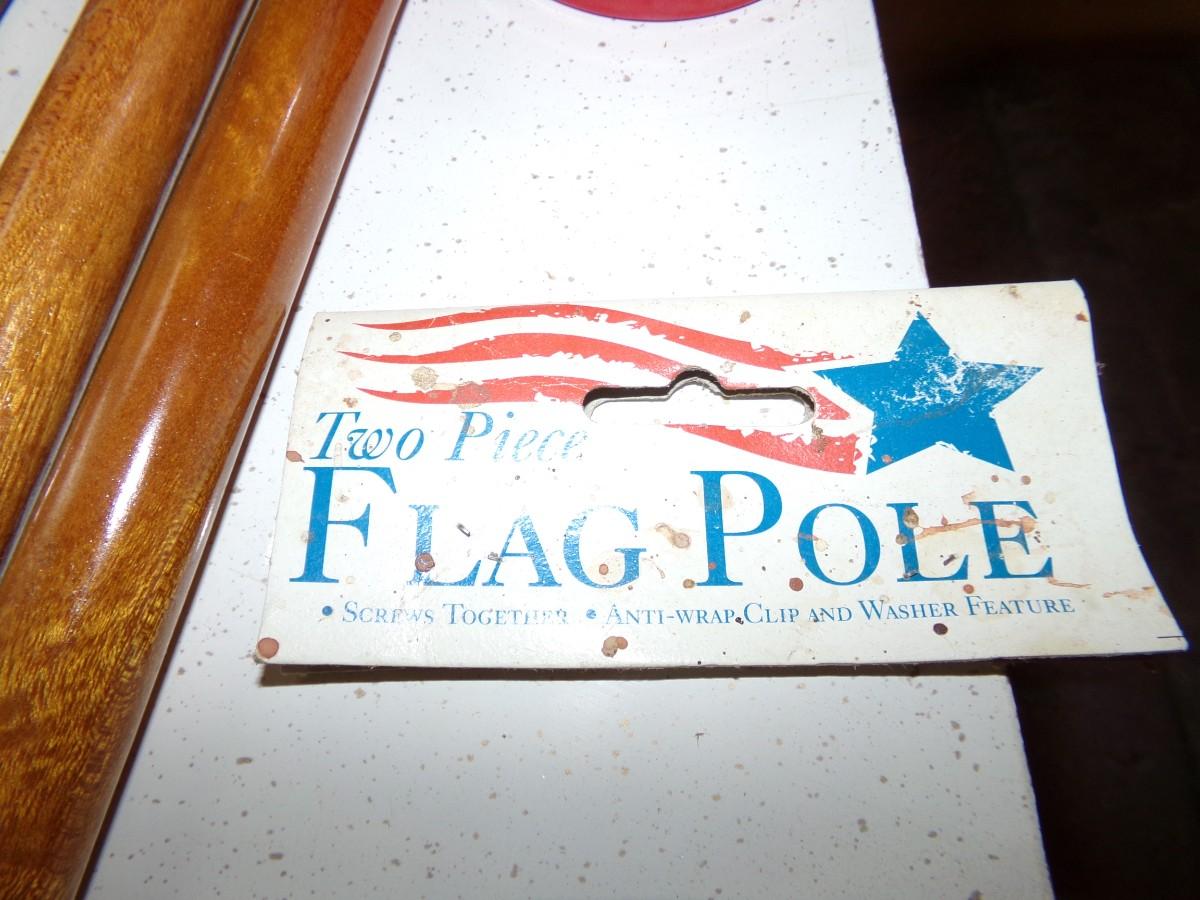 Two Piece
FLAG POLE
• SCREWS TOGETHER • ANTI-WRAP CLIP AND WASHER FEATURE